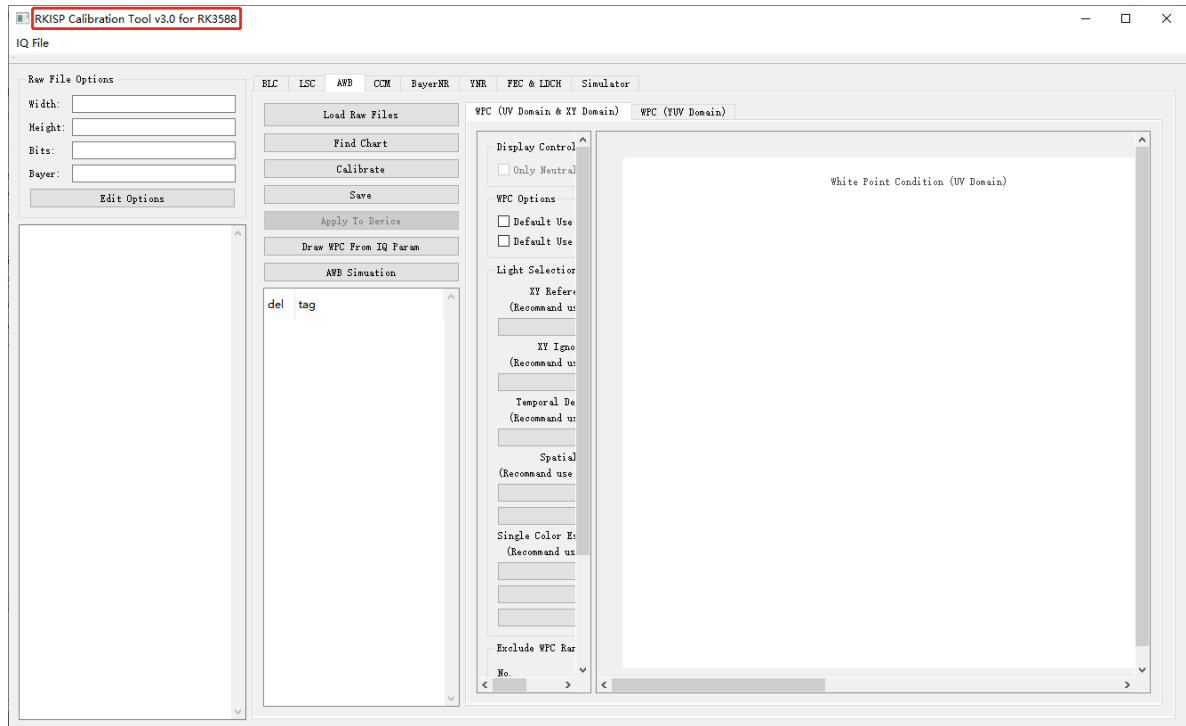 RKISP Calibration Tool v3.0 for RK3588
IQ File
Raw File Options
Width:
Height:
Bits:
Bayer:
Edit Options
BLC LSC AWB CCM BayerNR YNR FEC & LDCH Simulator
Load Raw Files
Find Chart
Calibrate
Save
Apply To Device
Draw WPC From IQ Param
AWB Simuation
del tag
WPC (UV Domain & XY Domain) WPC (YUV Domain)
Display Control
Only Neutral
WPC Options
Default Use
Default Use
Light Selection
XY Refere
(Recommand us
XY Igno
(Recommand us
Temporal De
(Recommand us
Spatial
(Recommand use
Single Color Es
(Recommand us
Exclude WPC Ran
No.
White Point Condition (UV Domain)